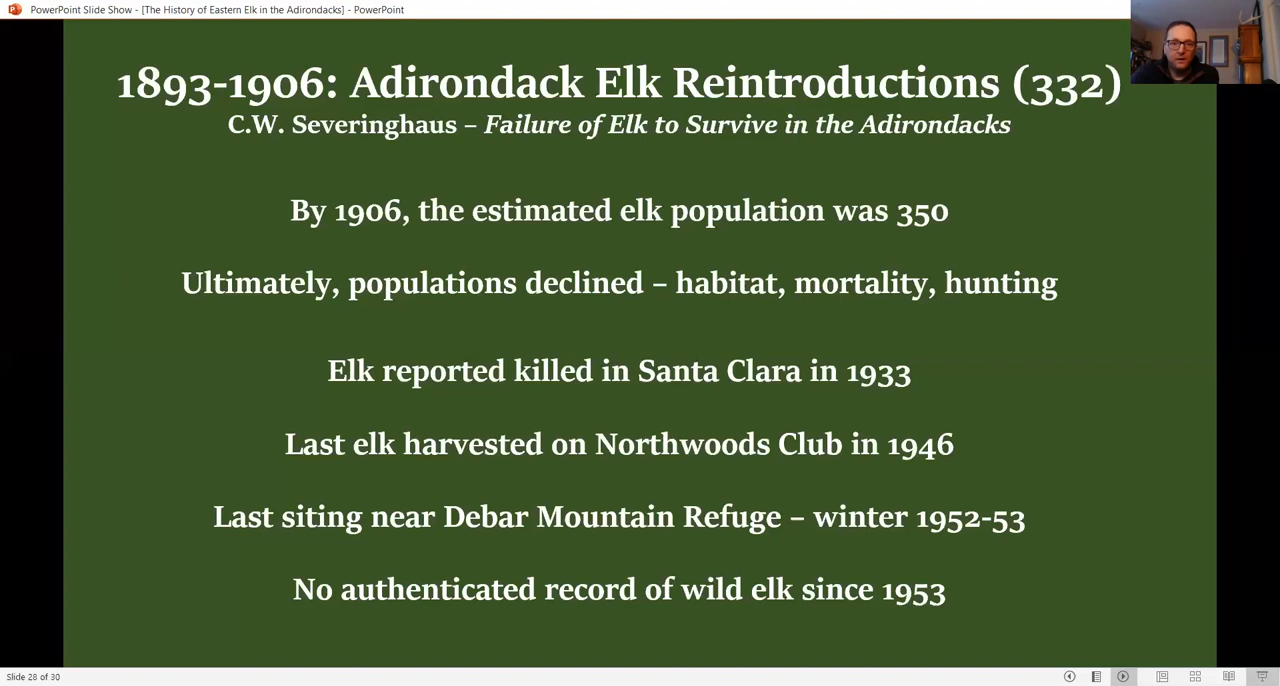 PowerPoint Slide Show - [The History of Eastern Elk in the Adirondacks] - PowerPoint
1893-1906: Adirondack Elk Reintroductions (332)
C.W. Severinghaus – Failure of Elk to Survive in the Adirondacks
By 1906, the estimated elk population was 350
Ultimately, populations declined – habitat, mortality, hunting
Elk reported killed in Santa Clara in 1933
Last elk harvested on Northwoods Club in 1946
Last siting near Debar Mountain Refuge – winter 1952-53
No authenticated record of wild elk since 1953
Slide 28 of 30